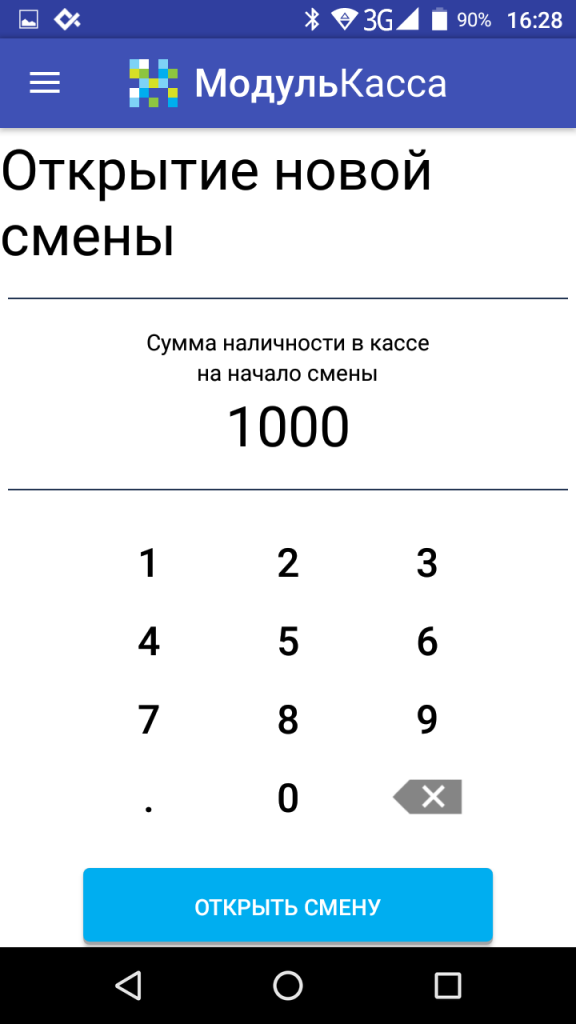 3G 90% 16:28
МодульКасса
Открытие новой
смены
Сумма наличности в кассе
на начало смены
1000
1 2 3
4 5 6
7 8 9
. 0
ОТКРЫТЬ СМЕНУ